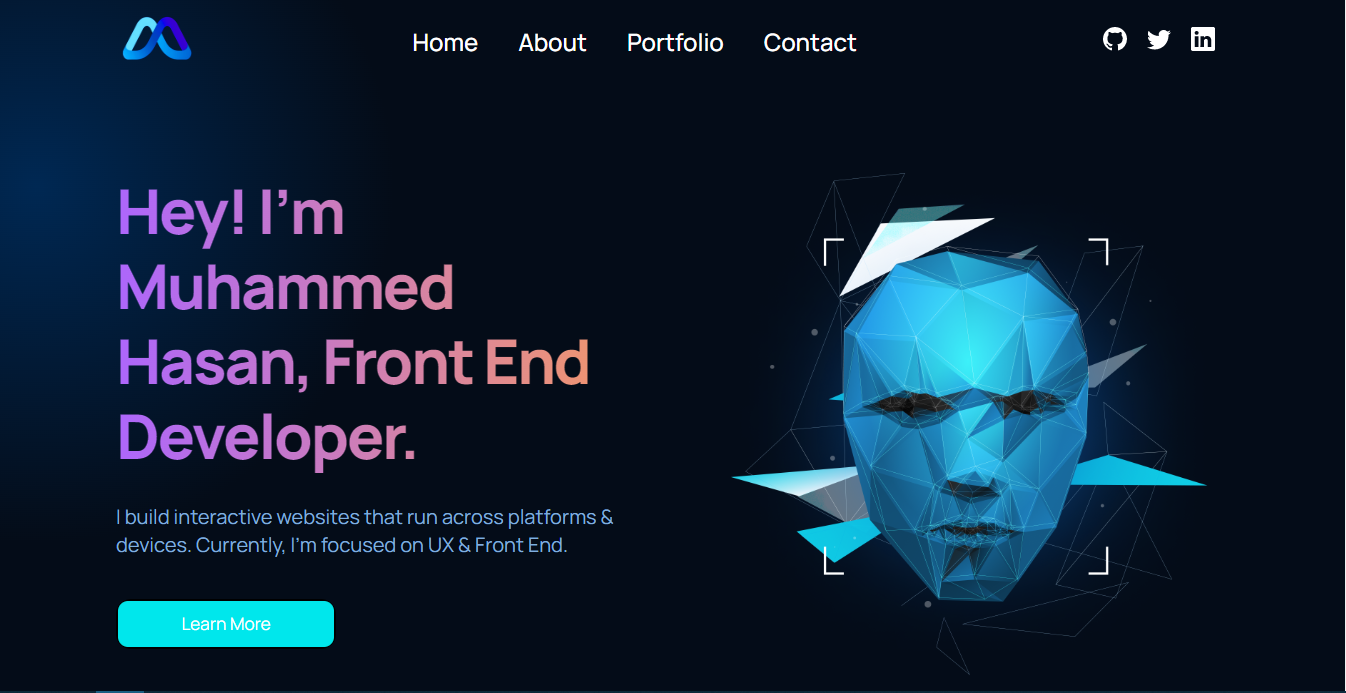 Home About Portfolio Contact
Hey! I’m
Muhammed
Hasan, Front End
Developer.
I build interactive websites that run across platforms &
devices. Currently, I’m focused on UX & Front End.
Learn More